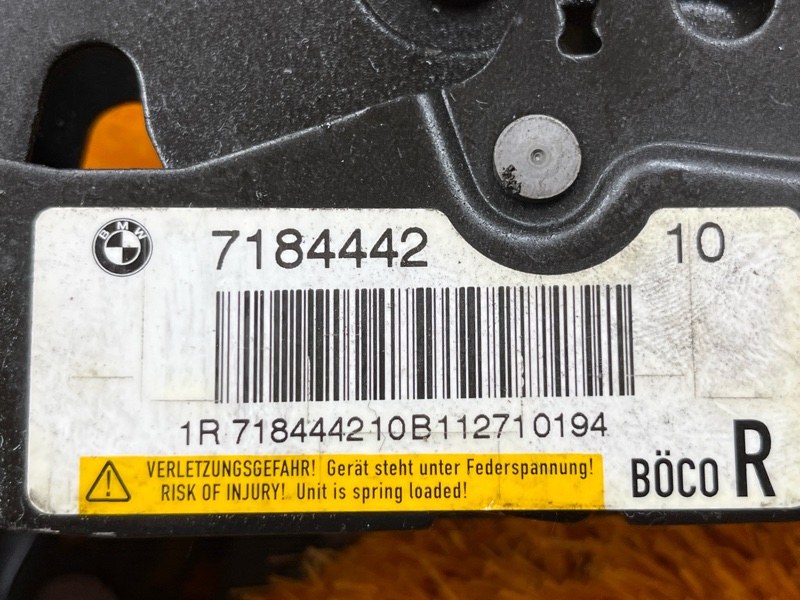 BMW
7184442 10
1R 718444210B112710194
VERLETZUNGSGEFAHR! Gerät steht unter Federspannung!
RISK OF INJURY! Unit is spring loaded!
BÖCO R